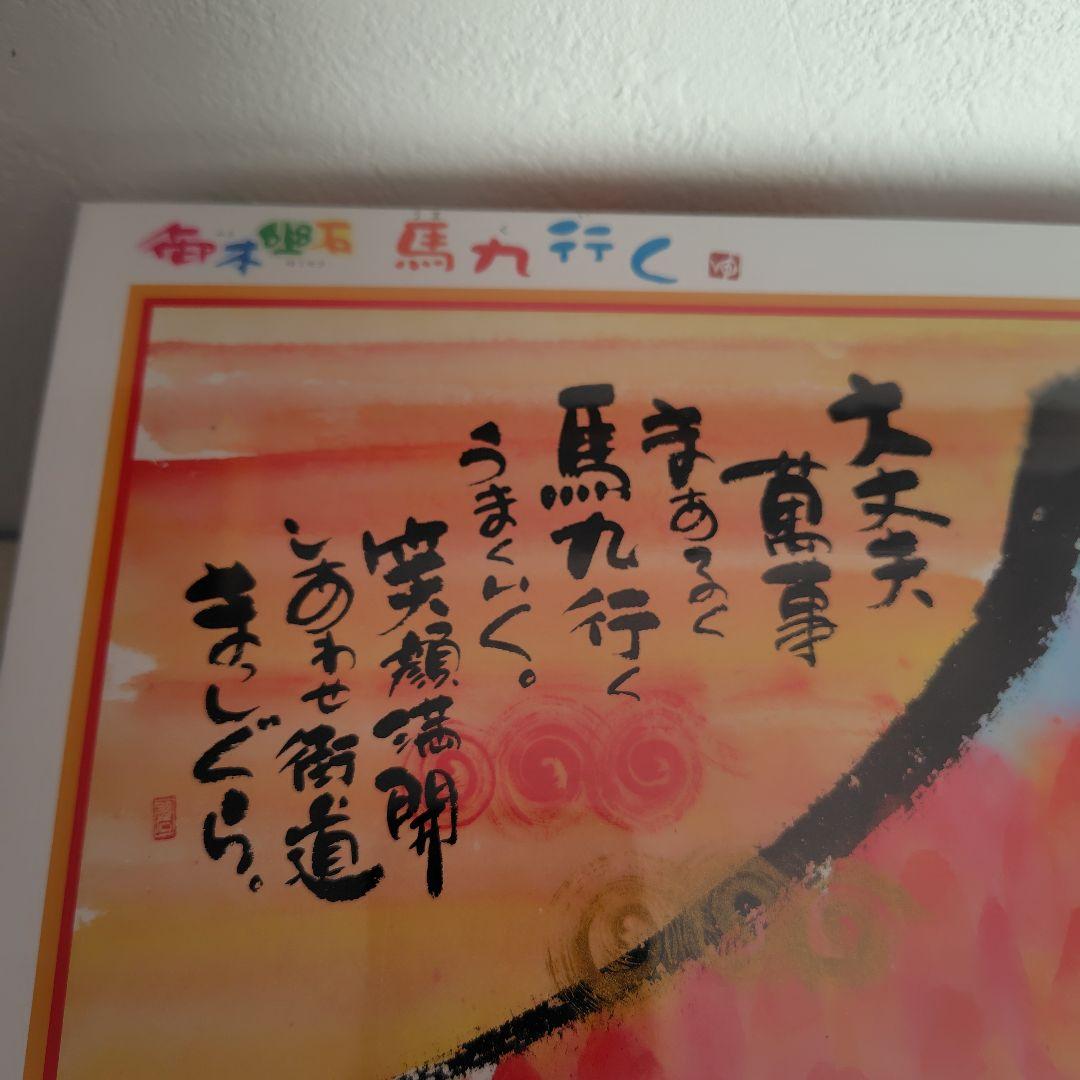 御木幽石 馬九行く ゆ
大丈夫
萬事
まあるく
馬九行く
うまくいく。
笑顔満開
しあわせ街道
まっしぐら。